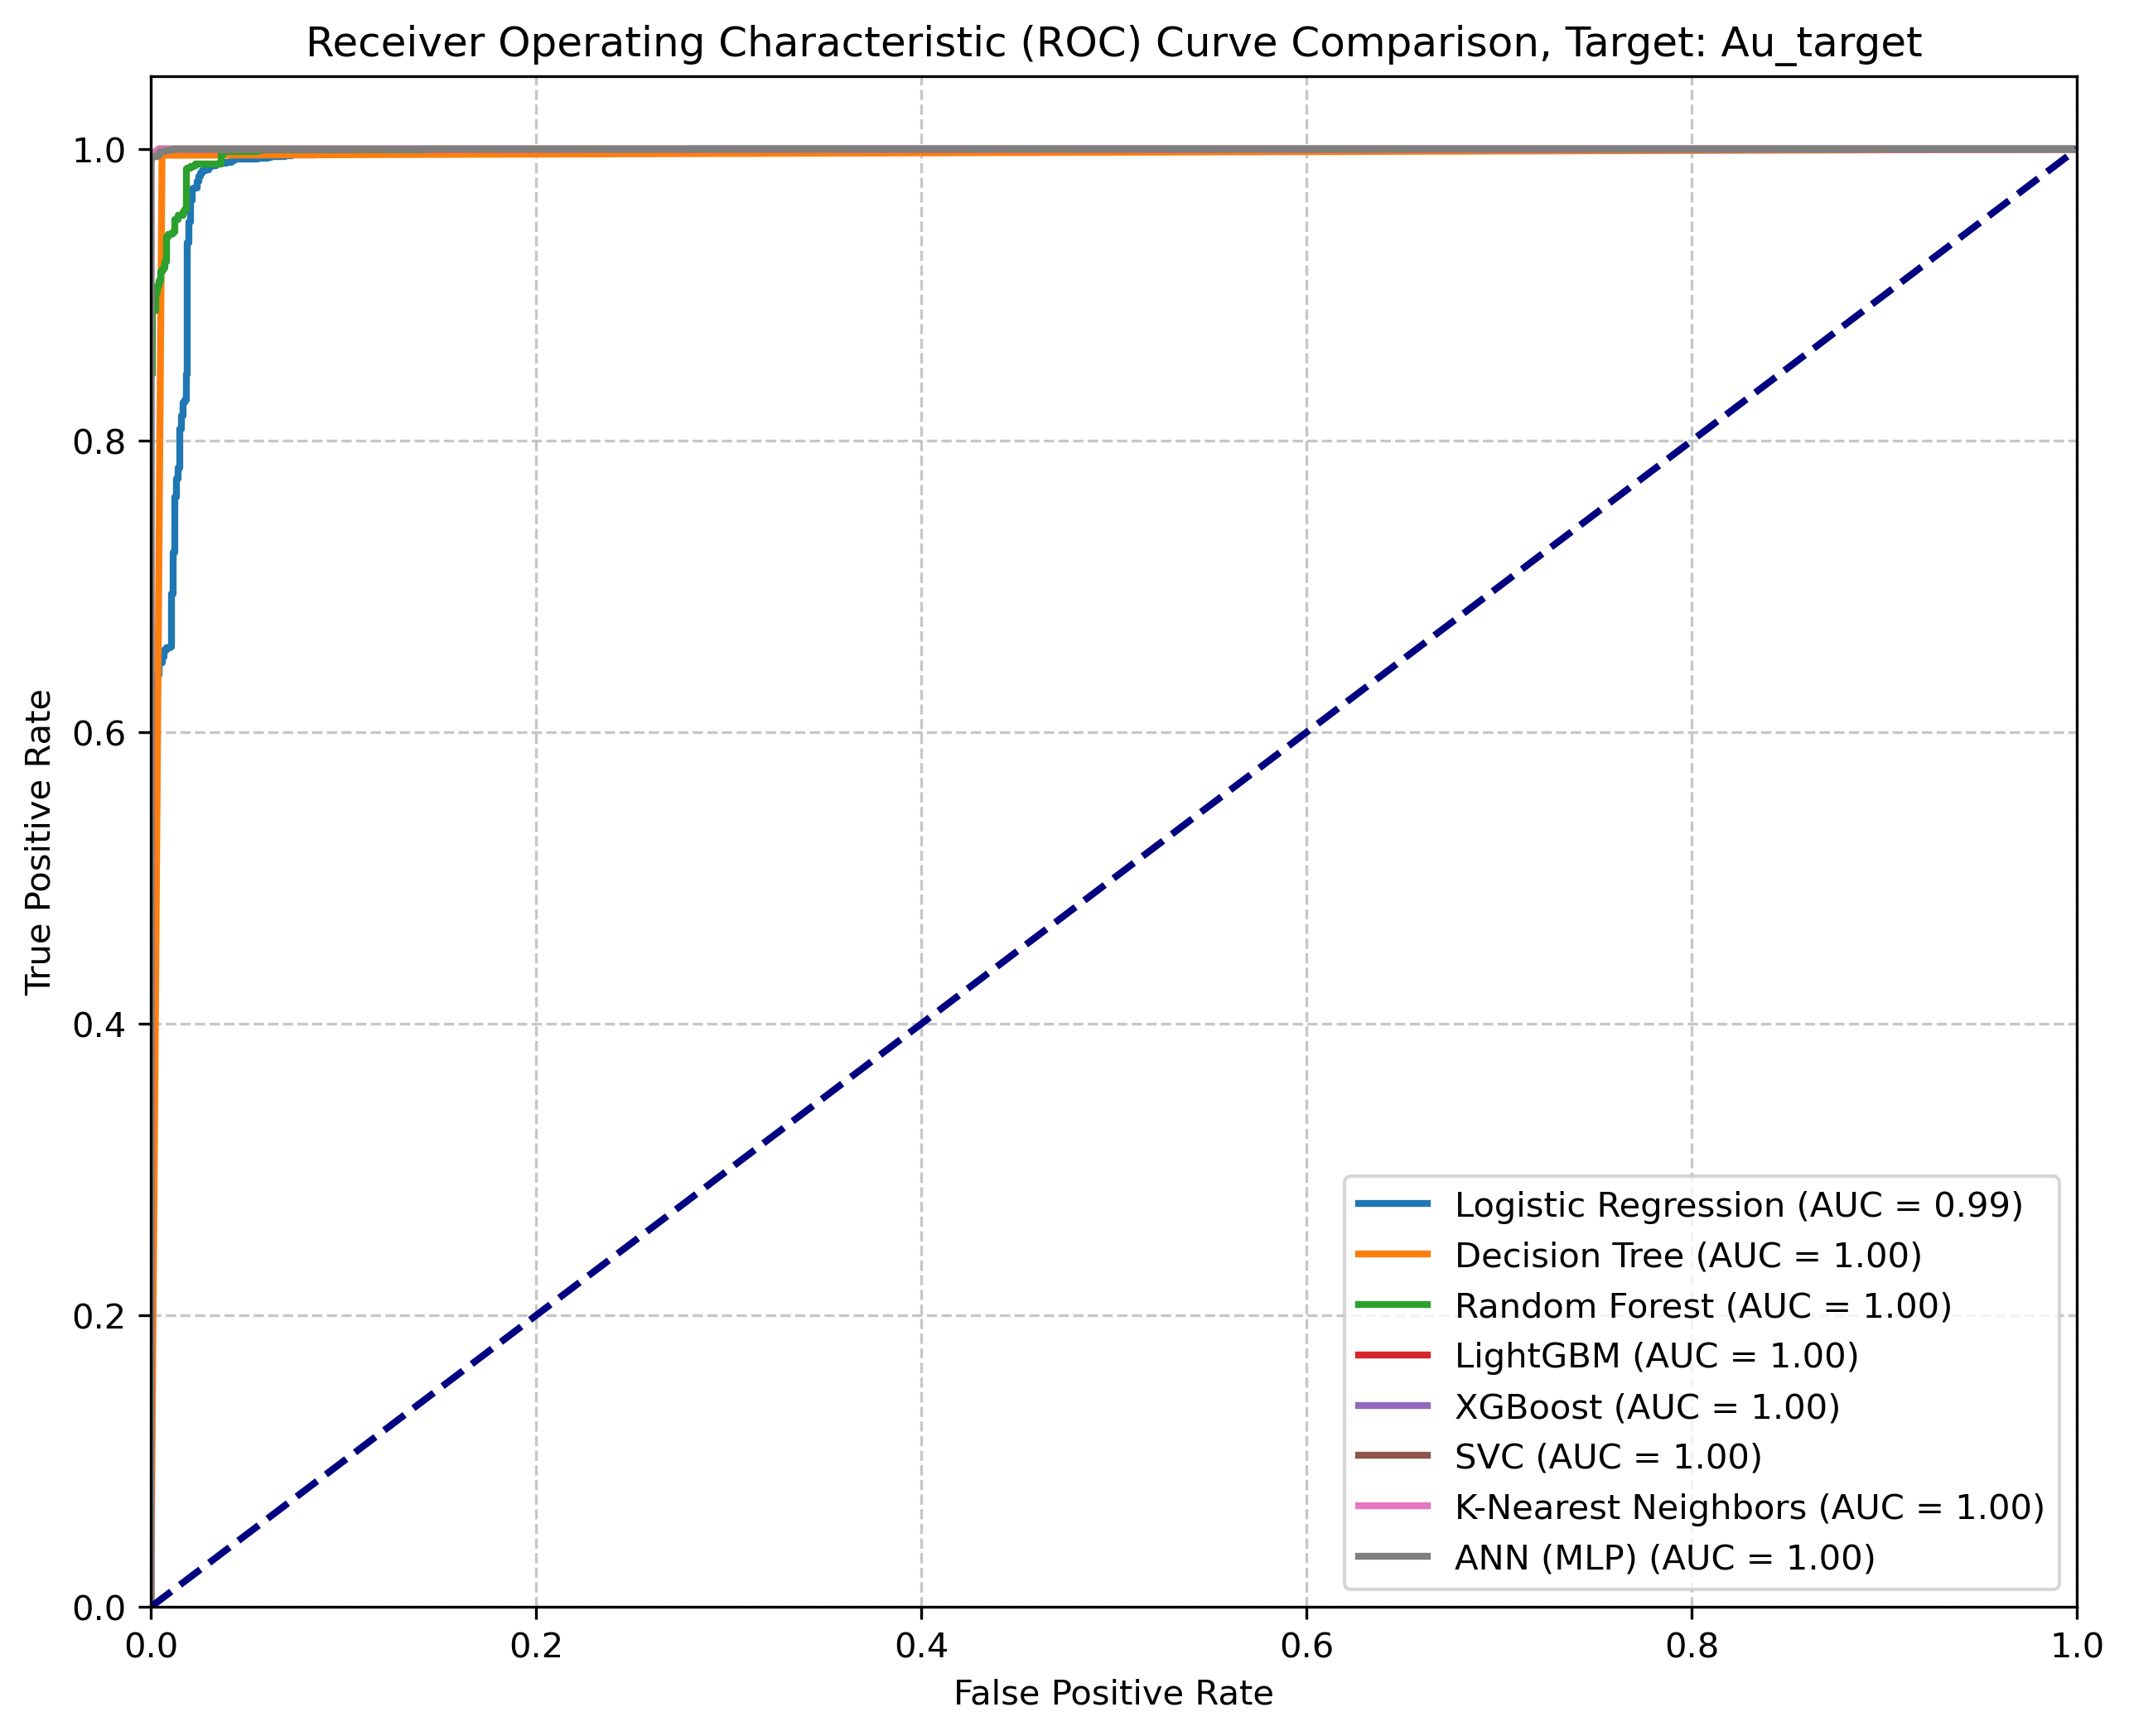 Receiver Operating Characteristic (ROC) Curve Comparison, Target: Au_target
1.0
0.8
0.6
0.4
0.2
0.0
True Positive Rate
0.0 0.2 0.4 0.6 0.8 1.0
False Positive Rate
Logistic Regression (AUC = 0.99)
Decision Tree (AUC = 1.00)
Random Forest (AUC = 1.00)
LightGBM (AUC = 1.00)
XGBoost (AUC = 1.00)
SVC (AUC = 1.00)
K-Nearest Neighbors (AUC = 1.00)
ANN (MLP) (AUC = 1.00)